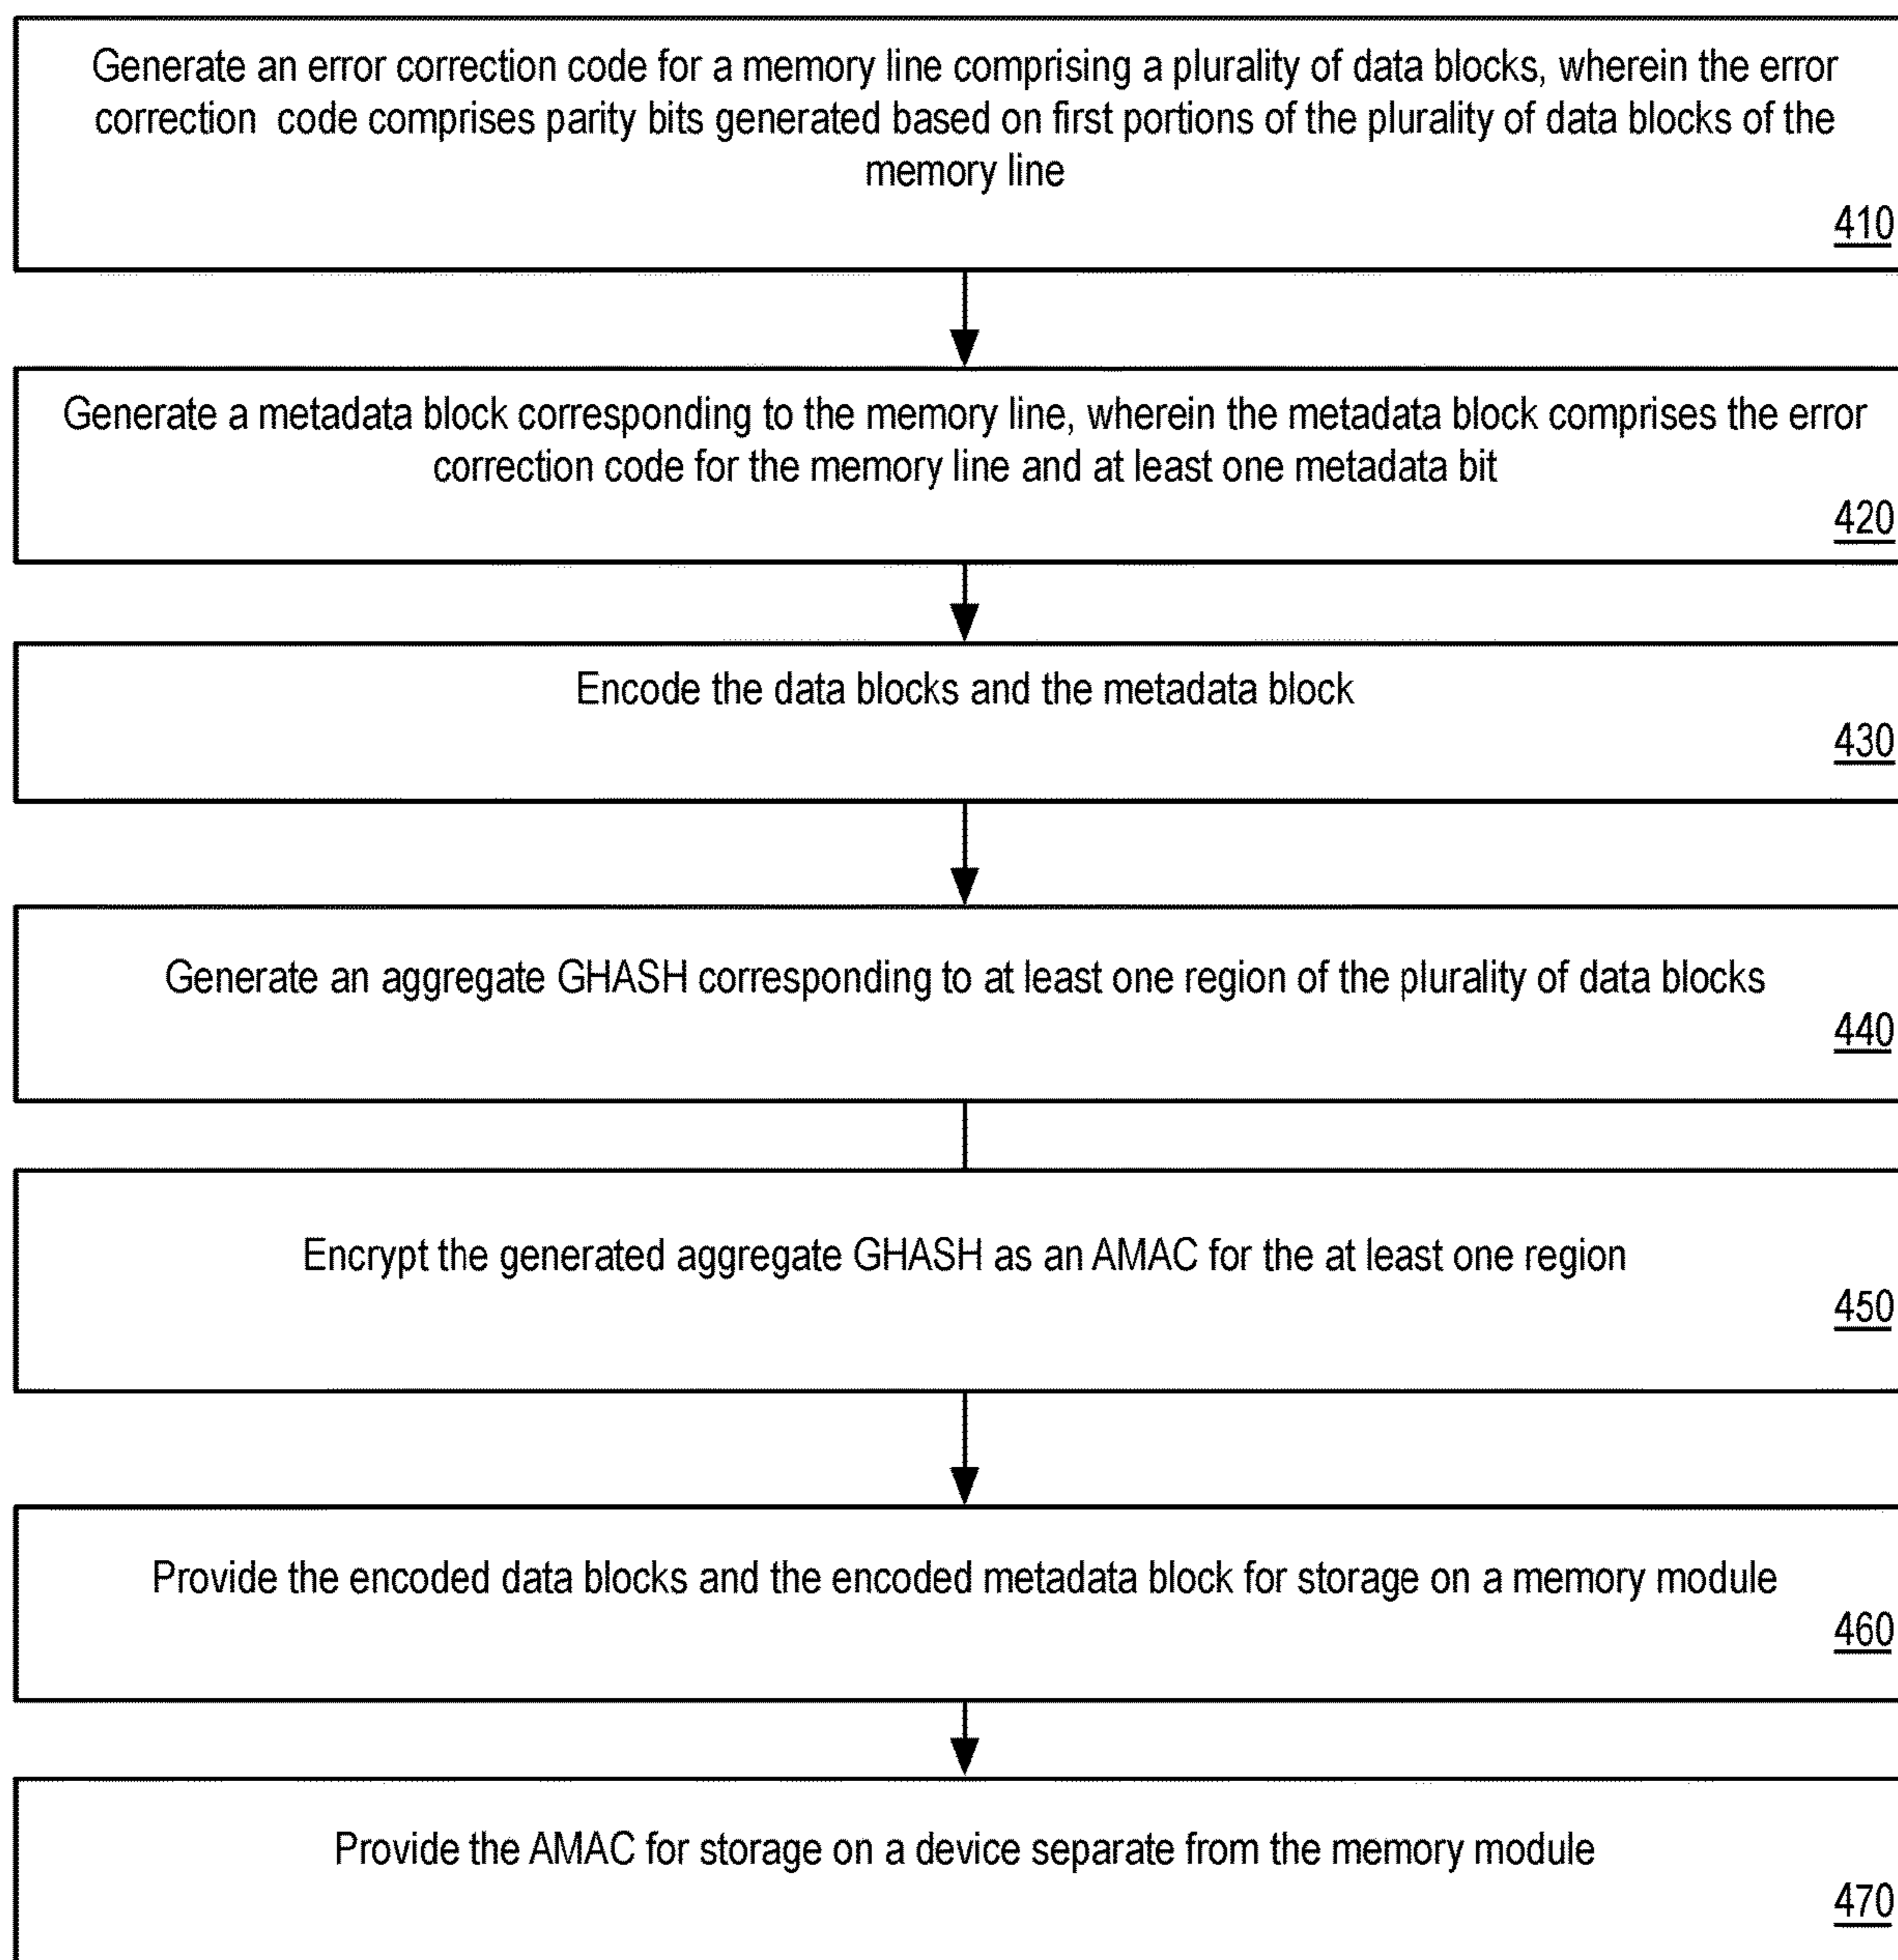 Generate an error correction code for a memory line comprising a plurality of data blocks, wherein the error
correction code comprises parity bits generated based on first portions of the plurality of data blocks of the
memory line
410
Generate a metadata block corresponding to the memory line, wherein the metadata block comprises the error
correction code for the memory line and at least one metadata bit
420
Encode the data blocks and the metadata block
430
Generate an aggregate GHASH corresponding to at least one region of the plurality of data blocks
440
Encrypt the generated aggregate GHASH as an AMAC for the at least one region
450
Provide the encoded data blocks and the encoded metadata block for storage on a memory module
460
Provide the AMAC for storage on a device separate from the memory module
470